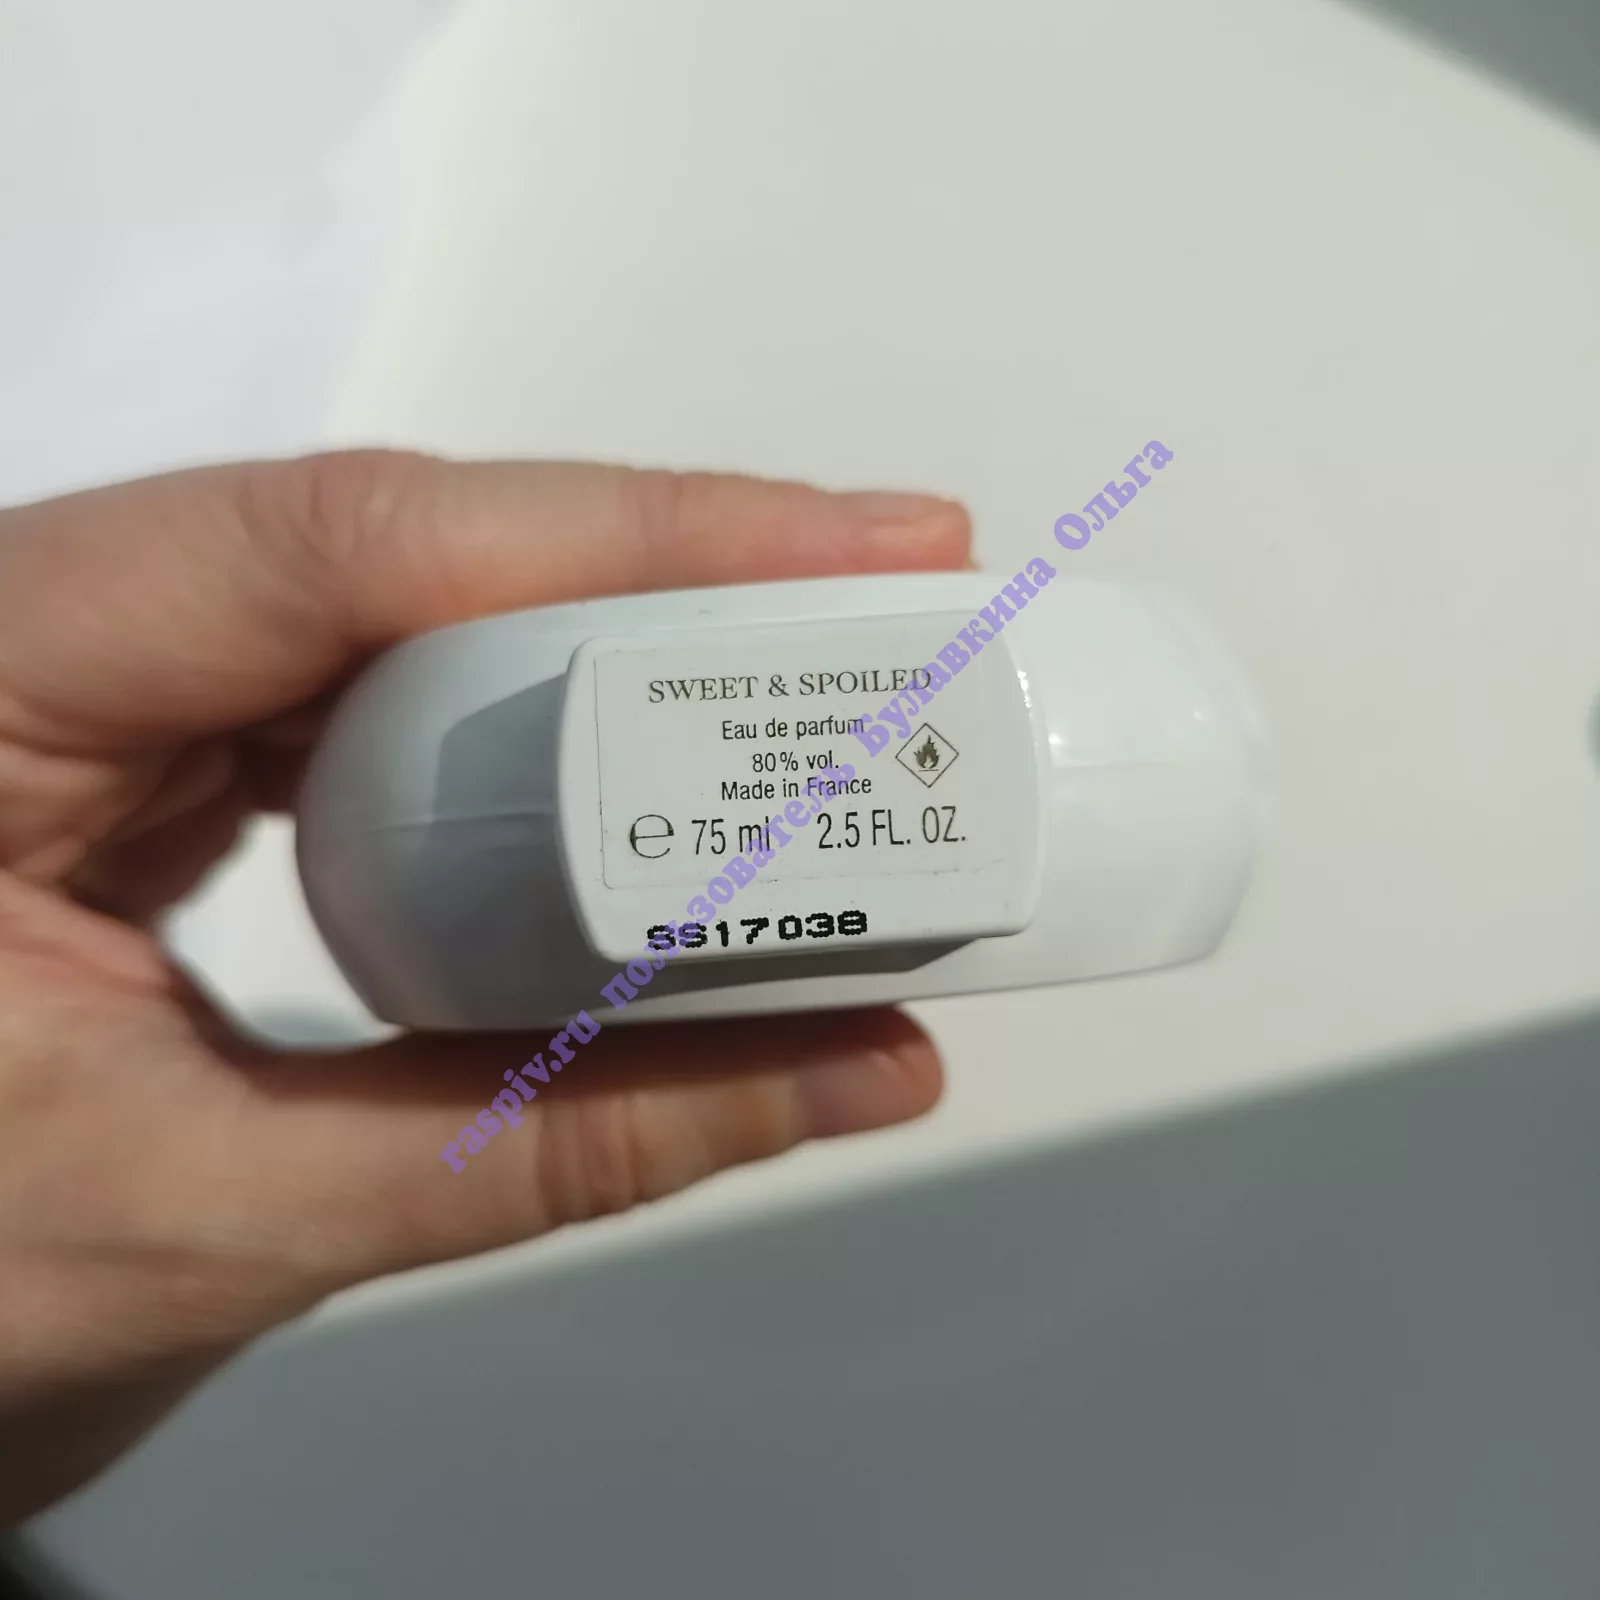 SWEET & SPOILED
Eau de parfum
80% vol.
Made in France
℮ 75 ml 2.5 FL. OZ.
SS17038
raspiv.ru пользователь Булавкина Ольга